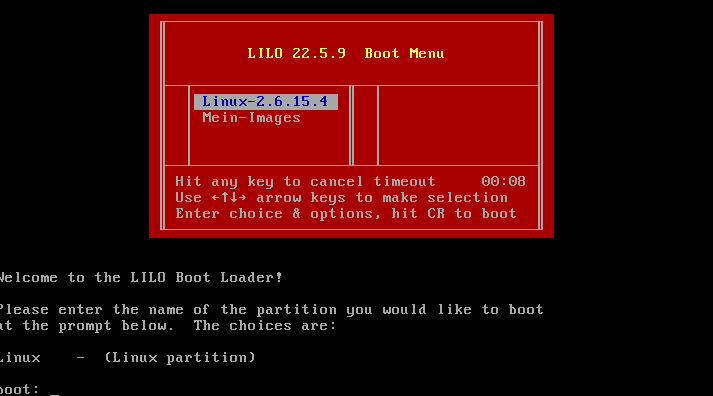 LILO 22.5.9  Boot Menu
Linux-2.6.15.4
Mein-Images
Hit any key to cancel timeout     00:08
Use ←↑↓→ arrow keys to make selection
Enter choice & options, hit CR to boot
Welcome to the LILO Boot Loader!
Please enter the name of the partition you would like to boot
at the prompt below.  The choices are:
Linux    -  (Linux partition)
boot: _